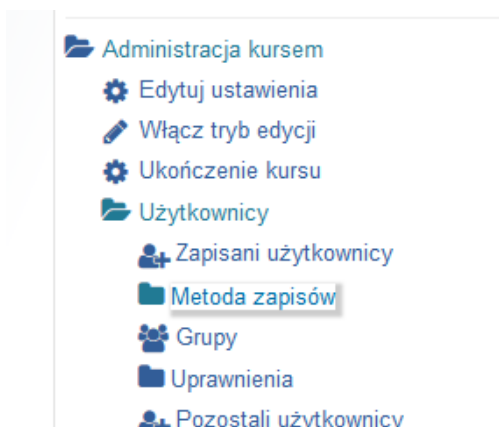 Administracja kursem
Edytuj ustawienia
Włącz tryb edycji
Ukończenie kursu
Użytkownicy
Zapisani użytkownicy
Metoda zapisów
Grupy
Uprawnienia
Pozostali użytkownicy